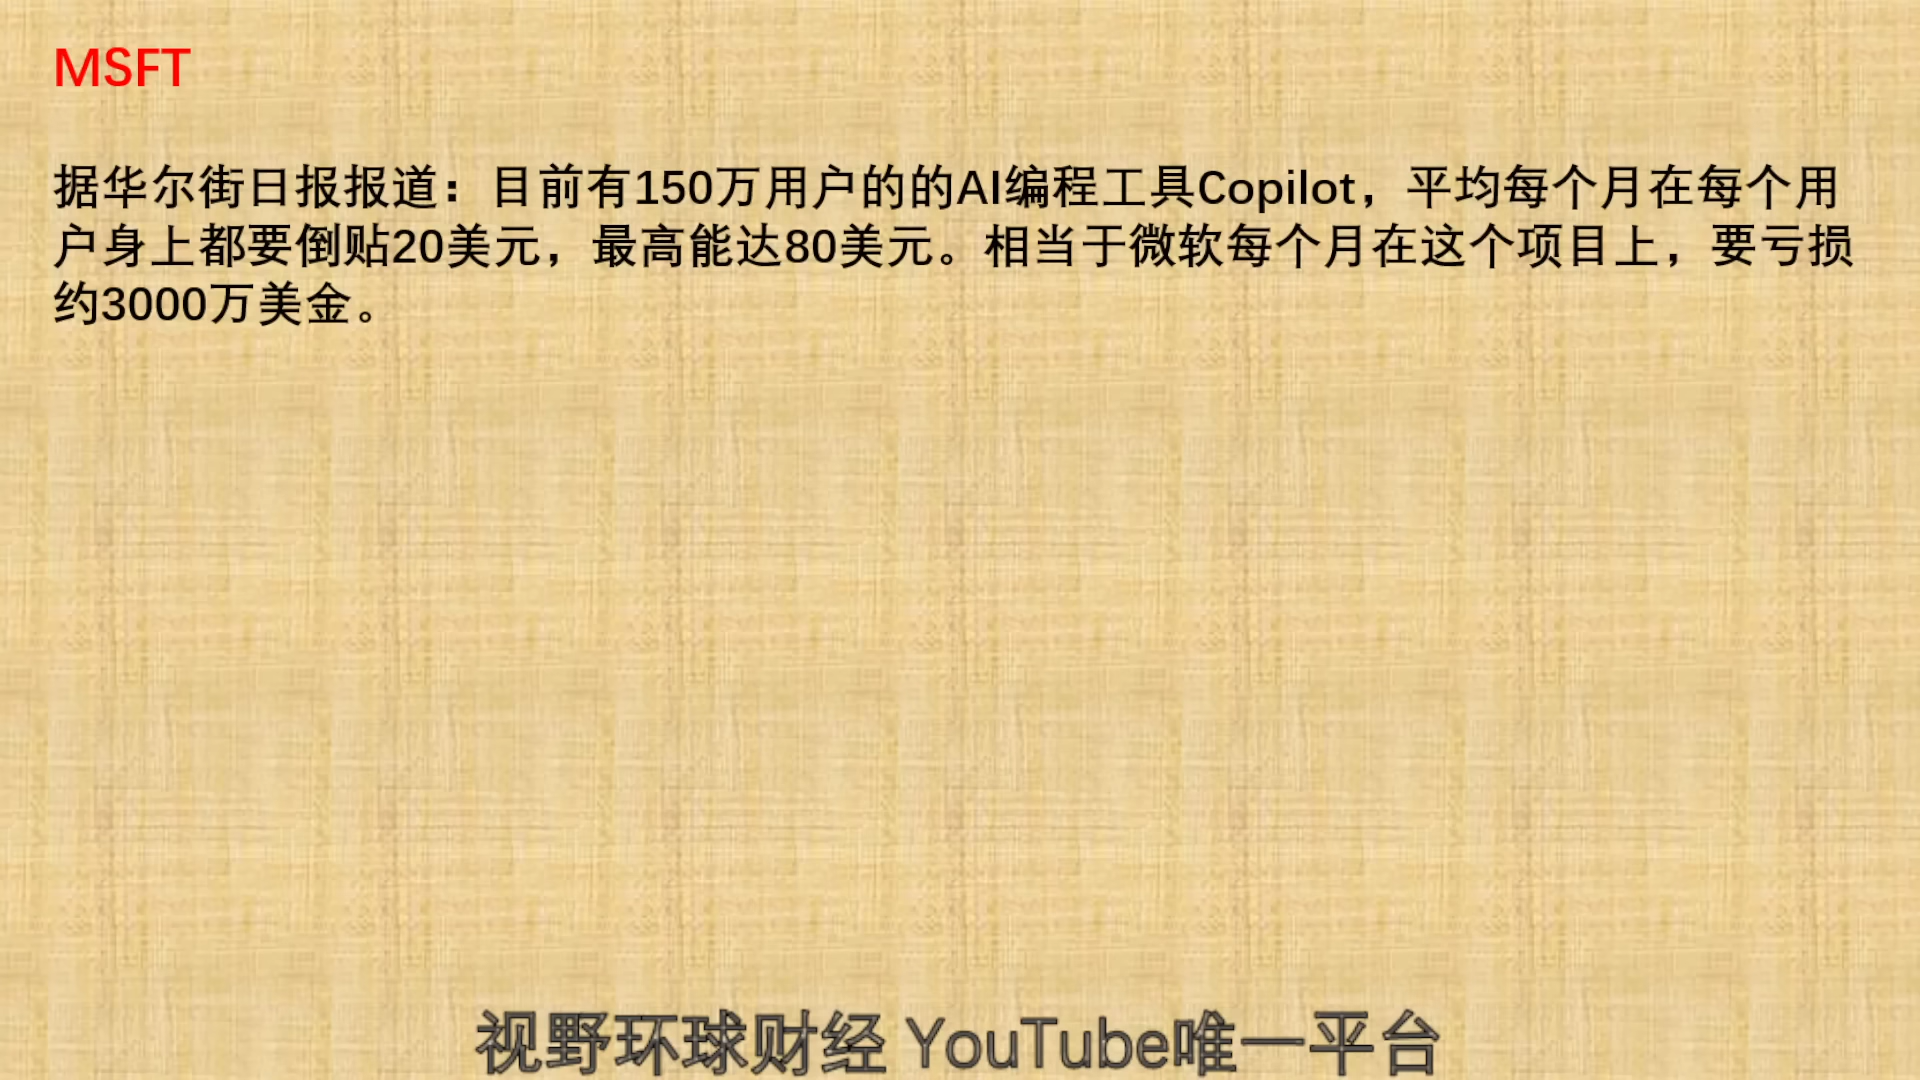 MSFT
据华尔街日报报道：目前有150万用户的的AI编程工具Copilot，平均每个月在每个用
户身上都要倒贴20美元，最高能达80美元。相当于微软每个月在这个项目上，要亏损
约3000万美金。
视野环球财经 YouTube唯一平台